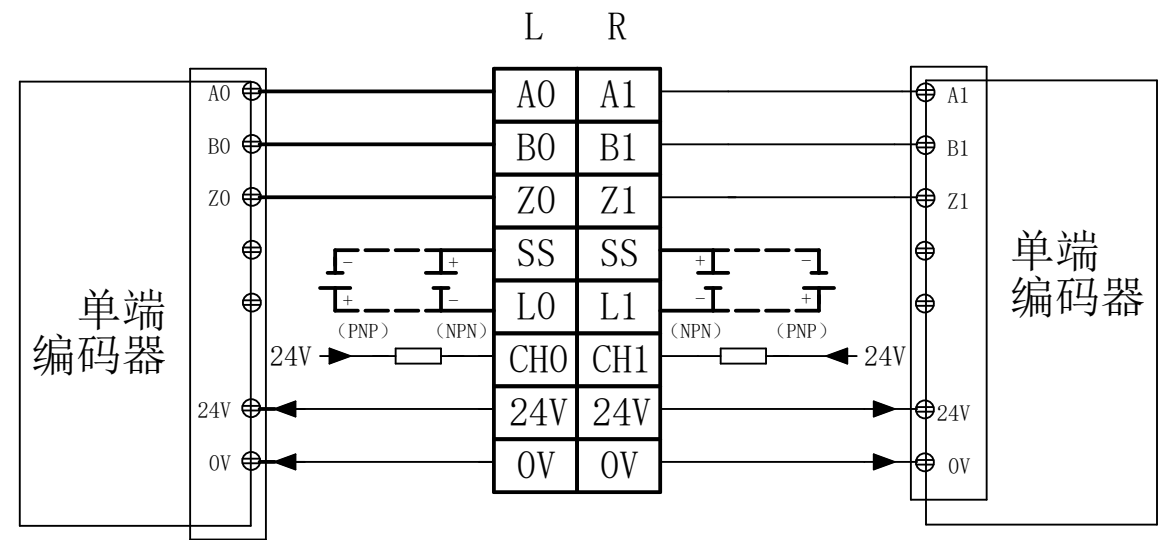 L R
A0 A0 A1 A1
B0 B0 B1 B1
Z0 Z0 Z1 Z1
- + SS SS + -
+ - L0 L1 - +
(PNP) (NPN) (NPN) (PNP)
单端
编码器
单端
编码器
24V CH0 CH1 24V
24V 24V 24V 24V
0V 0V 0V 0V